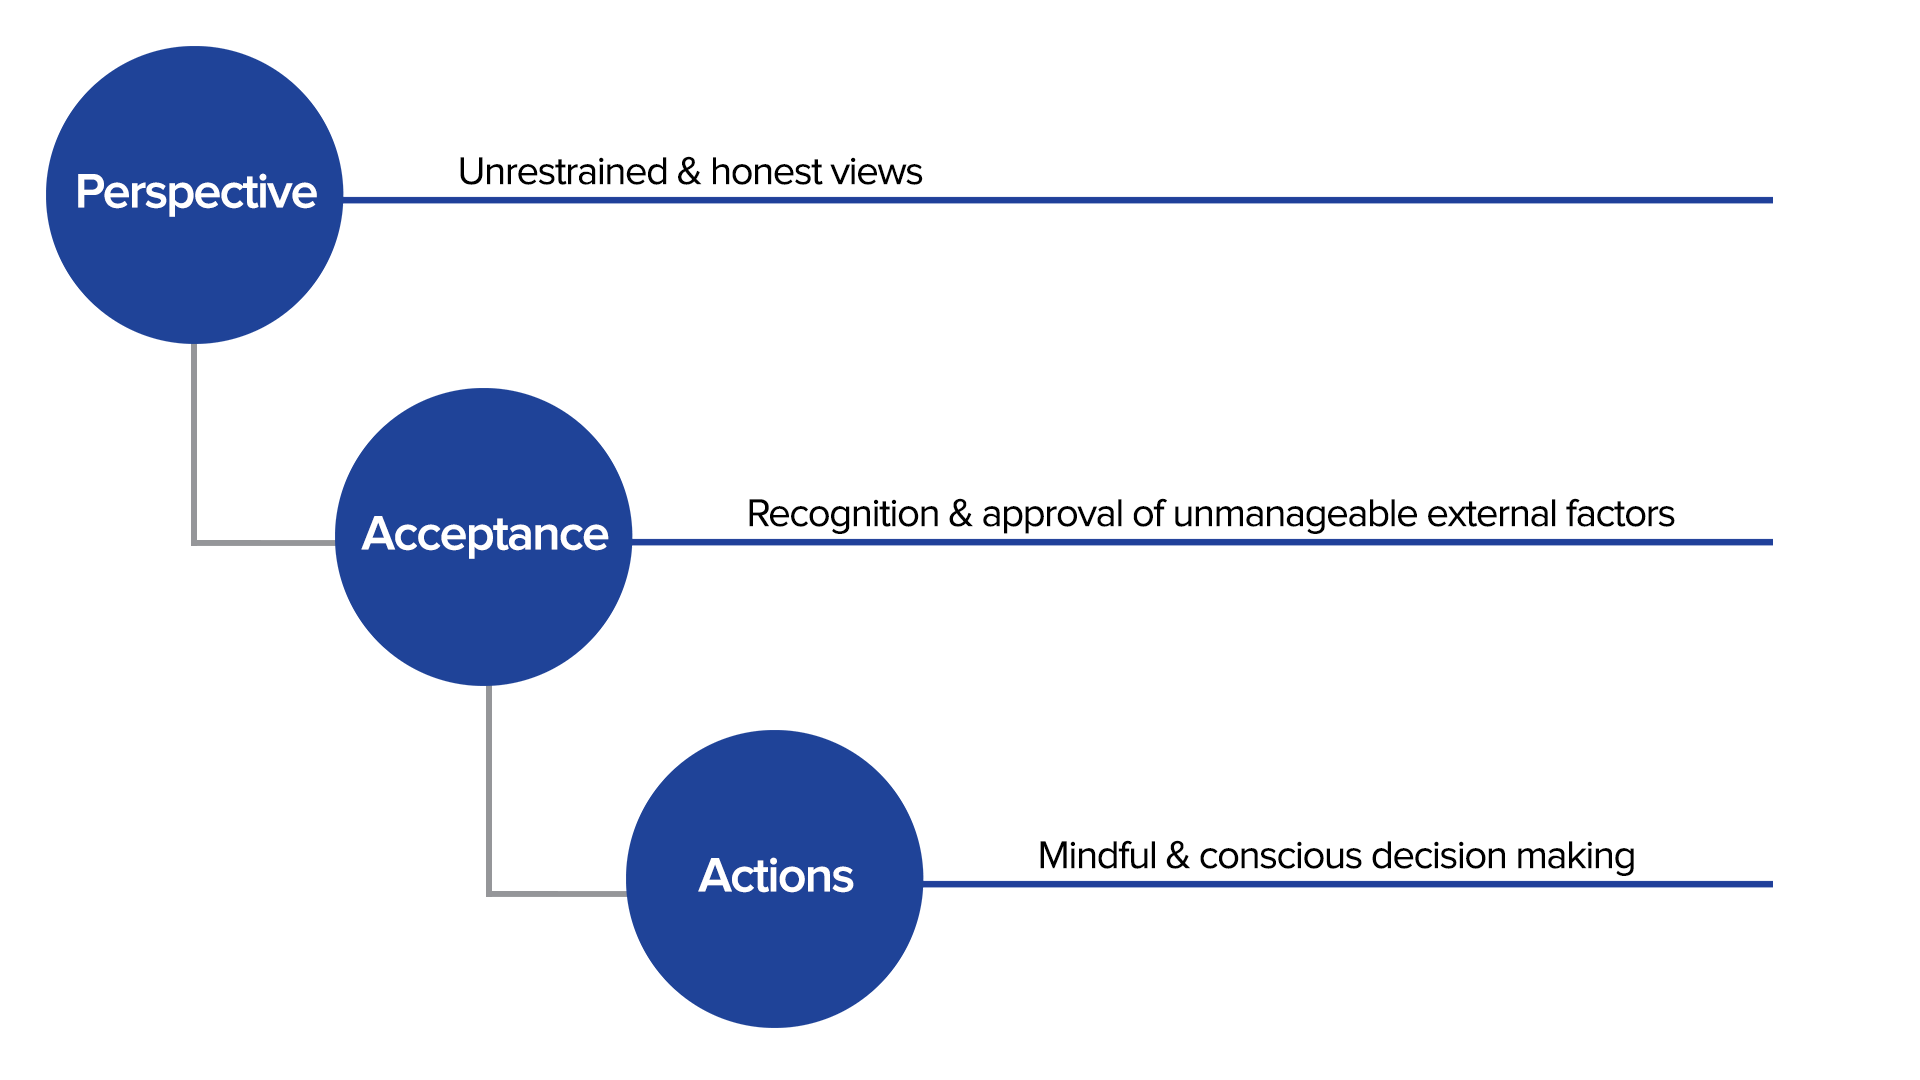 Perspective
Unrestrained & honest views
Acceptance
Recognition & approval of unmanageable external factors
Actions
Mindful & conscious decision making